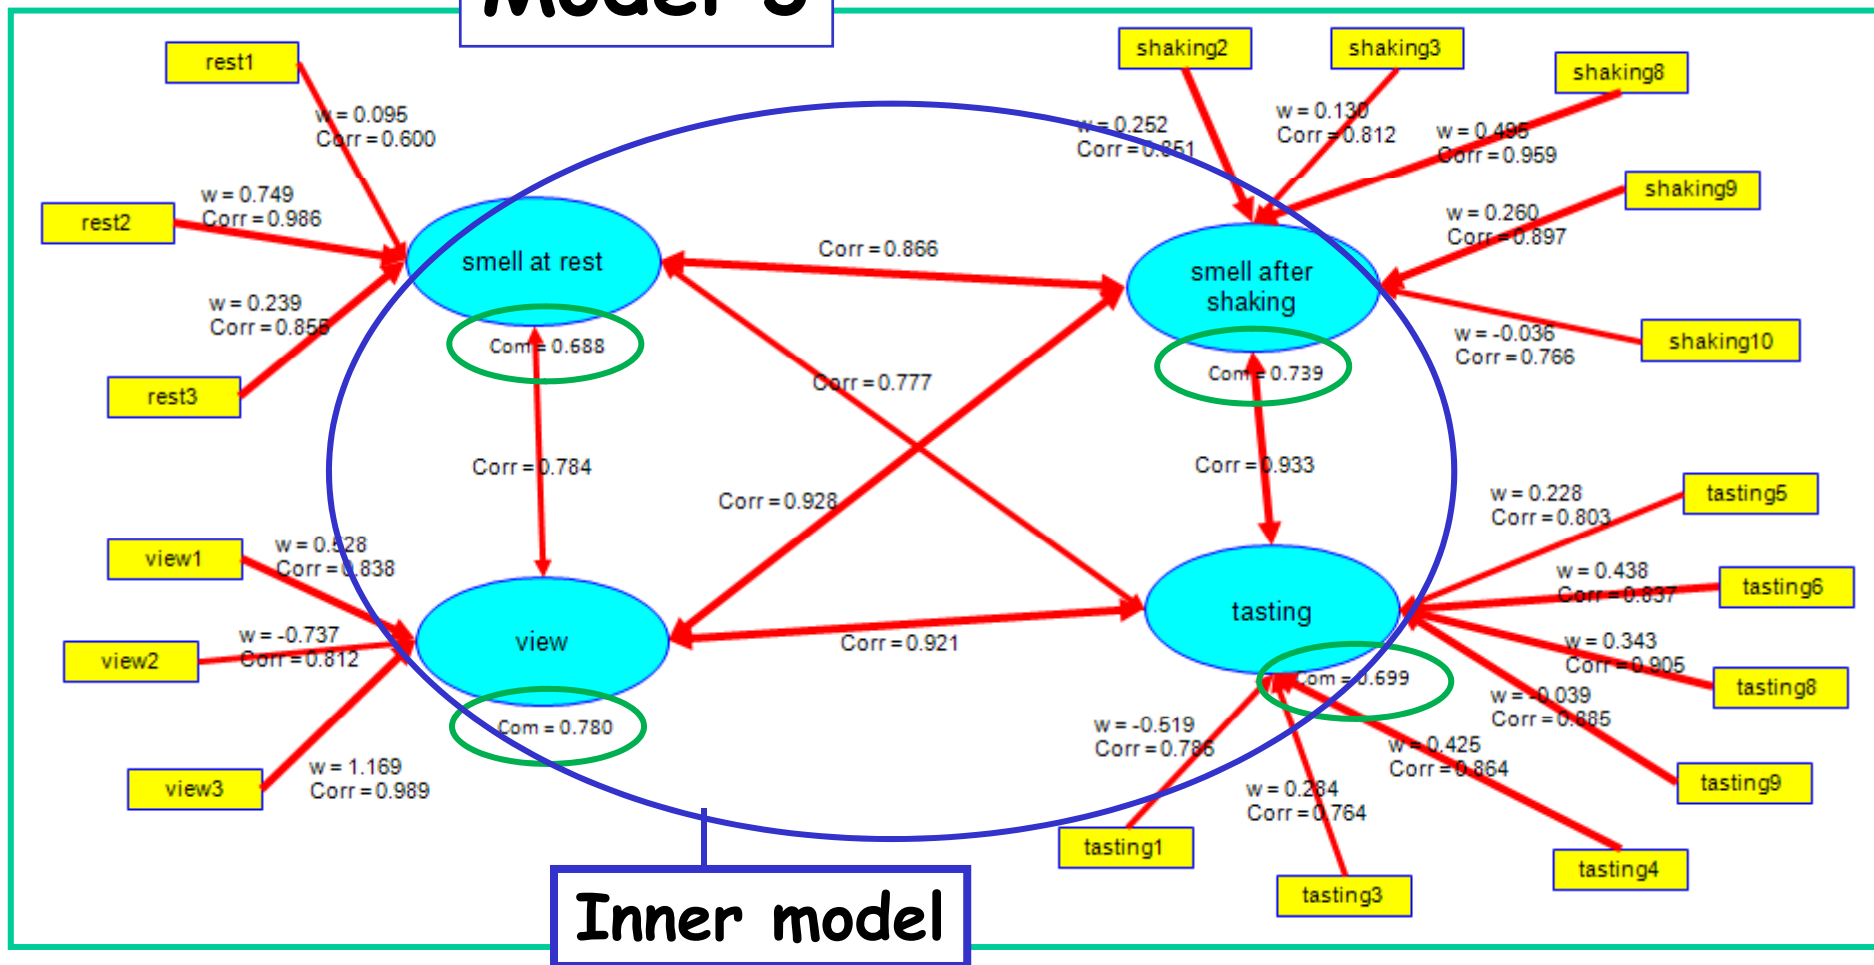 Model 3
rest1
w = 0.095
Corr = 0.600
rest2
w = 0.749
Corr = 0.986
rest3
w = 0.239
Corr = 0.855
smell at rest
Com = 0.688
shaking2
w = 0.252
Corr = 0.851
shaking3
w = 0.130
Corr = 0.812
shaking8
w = 0.495
Corr = 0.959
shaking9
w = 0.260
Corr = 0.897
shaking10
w = -0.036
Corr = 0.766
smell after
shaking
Com = 0.739
Corr = 0.866
Corr = 0.777
Corr = 0.784
Corr = 0.928
Corr = 0.933
Corr = 0.921
view1
w = 0.528
Corr = 0.838
view2
w = -0.737
Corr = 0.812
view3
w = 1.169
Corr = 0.989
view
Com = 0.780
tasting
Com = 0.699
tasting5
w = 0.228
Corr = 0.803
tasting6
w = 0.438
Corr = 0.837
tasting8
w = 0.343
Corr = 0.905
tasting9
w = -0.039
Corr = 0.885
tasting4
w = 0.425
Corr = 0.864
tasting3
w = 0.284
Corr = 0.764
tasting1
w = -0.519
Corr = 0.786
Inner model